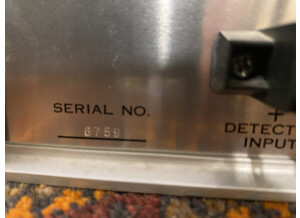 SERIAL NO.
6759
+
DETECT
INPUT